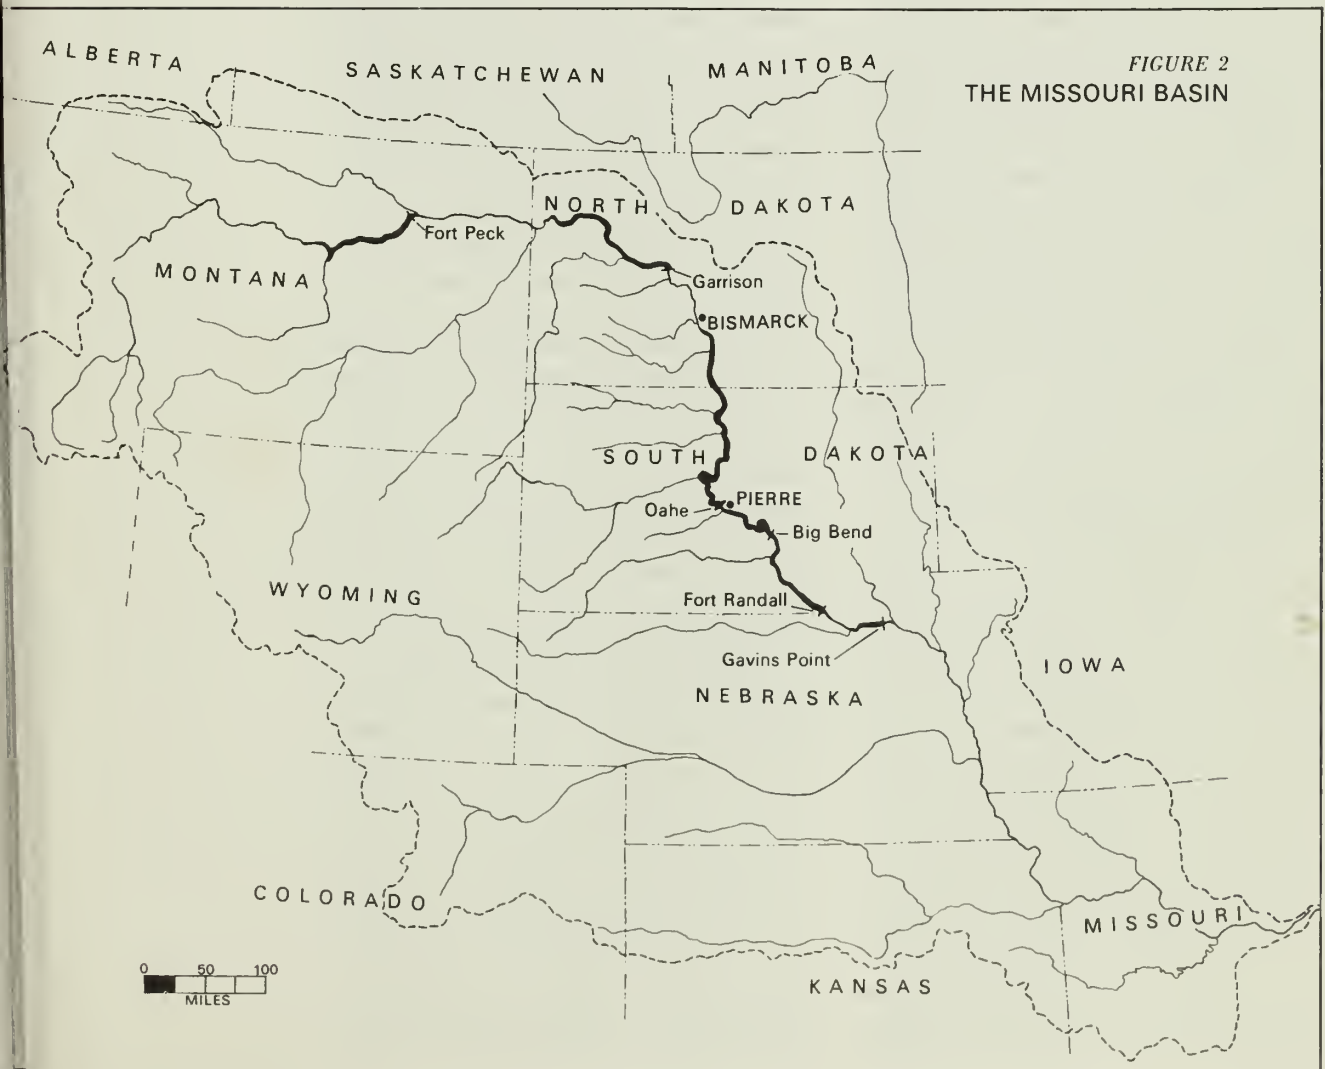 ALBERTA
SASKATCHEWAN
MANITOBA
FIGURE 2
THE MISSOURI BASIN
NORTH DAKOTA
Fort Peck
MONTANA
Garrison
BISMARCK
SOUTH DAKOTA
PIERRE
Oahe
Big Bend
WYOMING
Fort Randall
Gavins Point
IOWA
NEBRASKA
COLORADO
MISSOURI
KANSAS
0 50 100
MILES